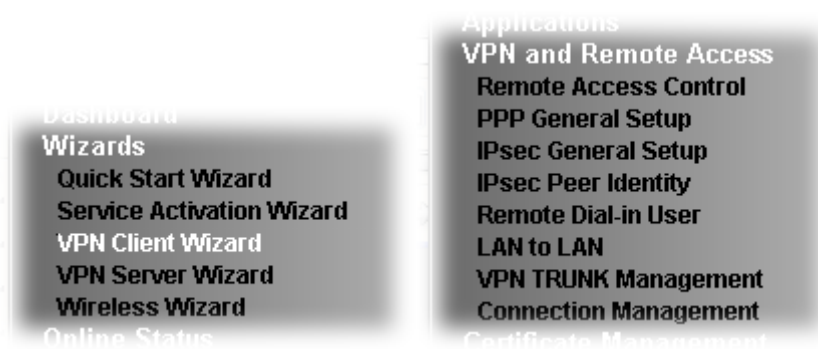 Dashboard
Wizards
Quick Start Wizard
Service Activation Wizard
VPN Client Wizard
VPN Server Wizard
Wireless Wizard
Online Status
Applications
VPN and Remote Access
Remote Access Control
PPP General Setup
IPsec General Setup
IPsec Peer Identity
Remote Dial-in User
LAN to LAN
VPN TRUNK Management
Connection Management
Certificate Management